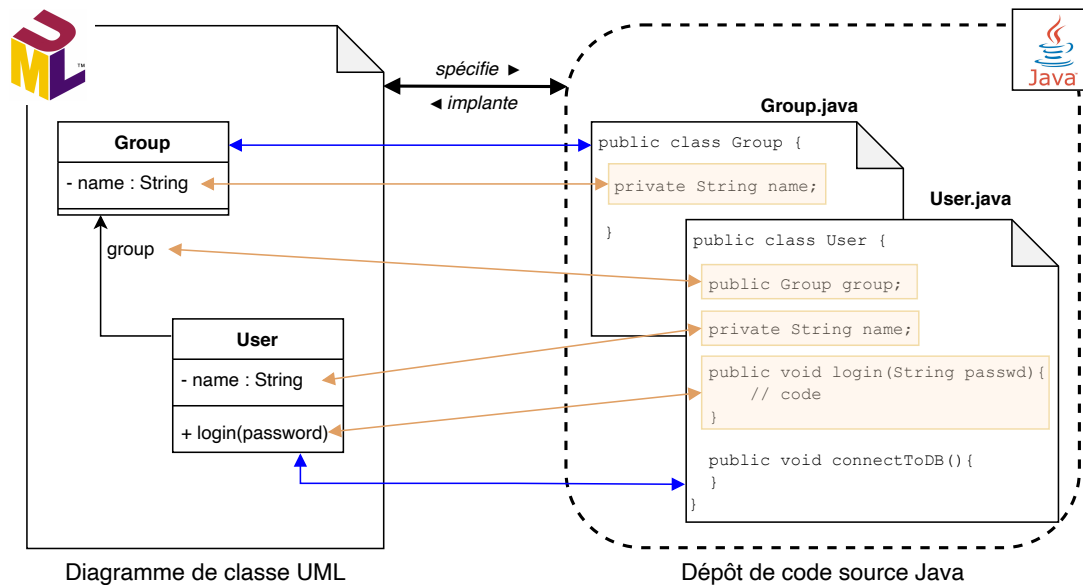 UML
TM
spécifie ►
◄ implante
Java
Group
- name : String
group
User
- name : String
+ login(password)
Diagramme de classe UML
Group.java
public class Group {
private String name;
}
User.java
public class User {
public Group group;
private String name;
public void login(String passwd){
// code
}
public void connectToDB(){
}
}
Dépôt de code source Java